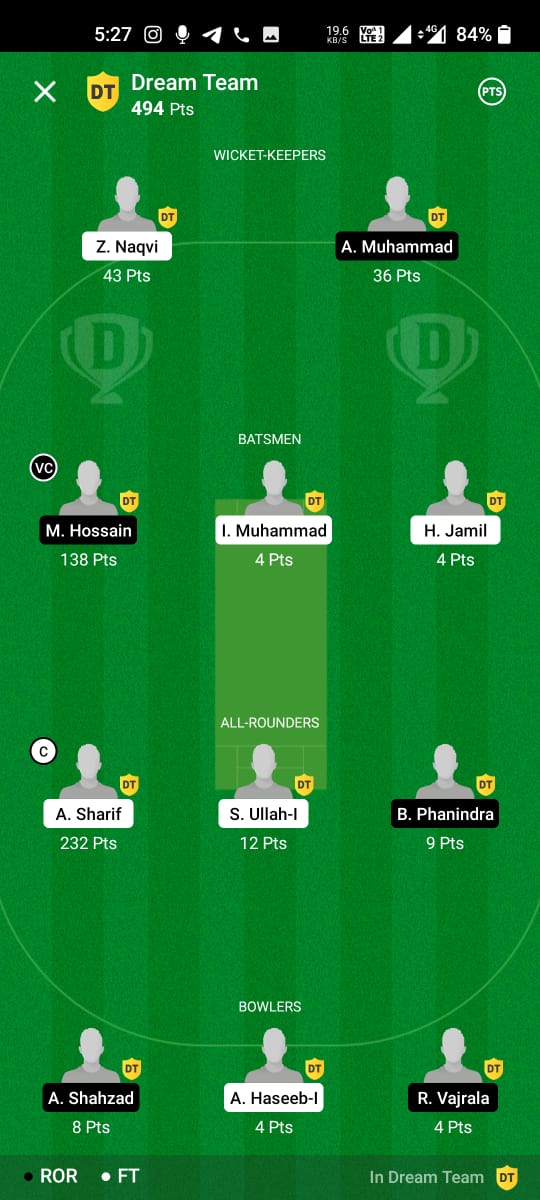 5:27 19.6 KB/S Vo 1 LTE 2 4G 84%
DT Dream Team
494 Pts
PTS
WICKET-KEEPERS
DT DT
Z. Naqvi A. Muhammad
43 Pts 36 Pts
D D
BATSMEN
VC
DT DT DT
M. Hossain I. Muhammad H. Jamil
138 Pts 4 Pts 4 Pts
ALL-ROUNDERS
C
DT DT DT
A. Sharif S. Ullah-I B. Phanindra
232 Pts 12 Pts 9 Pts
BOWLERS
DT DT DT
A. Shahzad A. Haseeb-I R. Vajrala
8 Pts 4 Pts 4 Pts
ROR FT In Dream Team DT